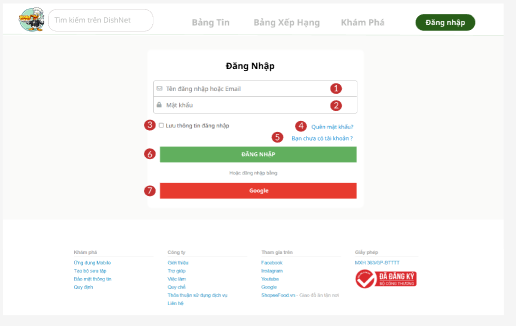 Tìm kiếm trên DishNet
Bảng Tin
Bảng Xếp Hạng
Khám Phá
Đăng nhập
Đăng Nhập
Tên đăng nhập hoặc Email
1
Mật khẩu
2
3
Lưu thông tin đăng nhập
4
Quên mật khẩu?
5
Bạn chưa có tài khoản ?
6
ĐĂNG NHẬP
Hoặc đăng nhập bằng
7
Google
Khám phá
Ứng dụng Mobile
Tạo bộ sưu tập
Bảo mật thông tin
Quy định
Công ty
Giới thiệu
Trợ giúp
Việc làm
Quy chế
Thỏa thuận sử dụng dịch vụ
Liên hệ
Tham gia trên
Facebook
Instagram
Youtube
Google
ShopeeFood.vn - Giao đồ ăn tận nơi
Giấy phép
ĐÃ ĐĂNG KÝ
BỘ CÔNG THƯƠNG